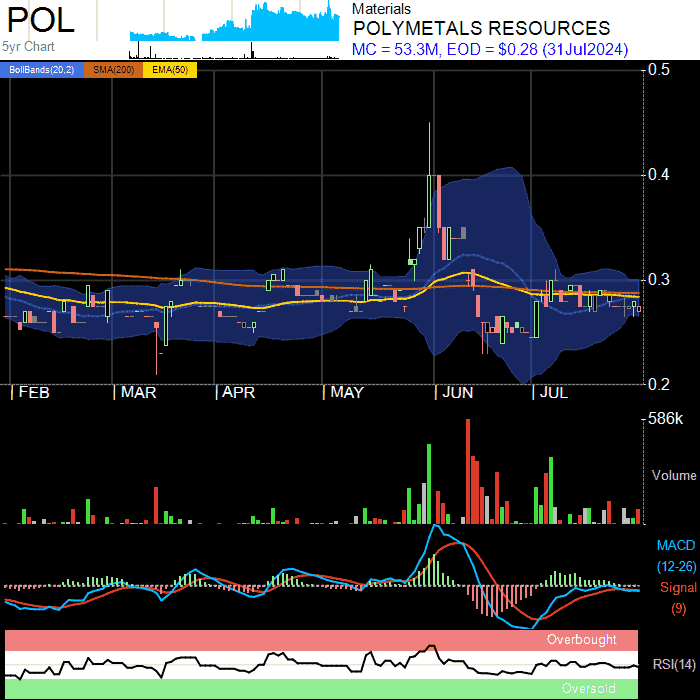 POL
5yr Chart
Materials
POLYMETALS RESOURCES
MC = 53.3M, EOD = $0.28 (31Jul2024)
BollBands(20,2) SMA(200) EMA(50)
0.5
0.4
0.3
0.2
FEB MAR APR MAY JUN JUL
586k
Volume
MACD
(12-26)
Signal
(9)
Overbought
RSI(14)
Oversold